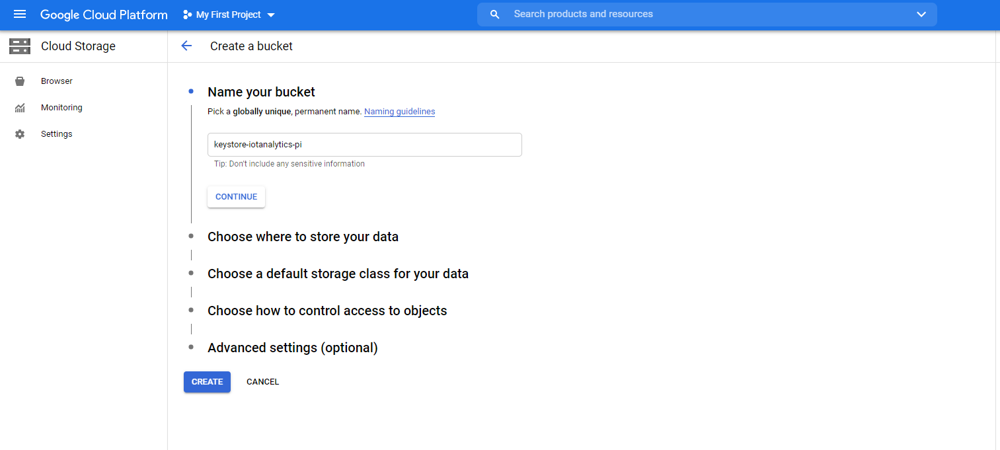 Google Cloud Platform My First Project Search products and resources
Cloud Storage
Create a bucket
Browser
Monitoring
Settings
Name your bucket
Pick a globally unique, permanent name. Naming guidelines
keystore-iotanalytics-pi
Tip: Don't include any sensitive information
CONTINUE
Choose where to store your data
Choose a default storage class for your data
Choose how to control access to objects
Advanced settings (optional)
CREATE CANCEL